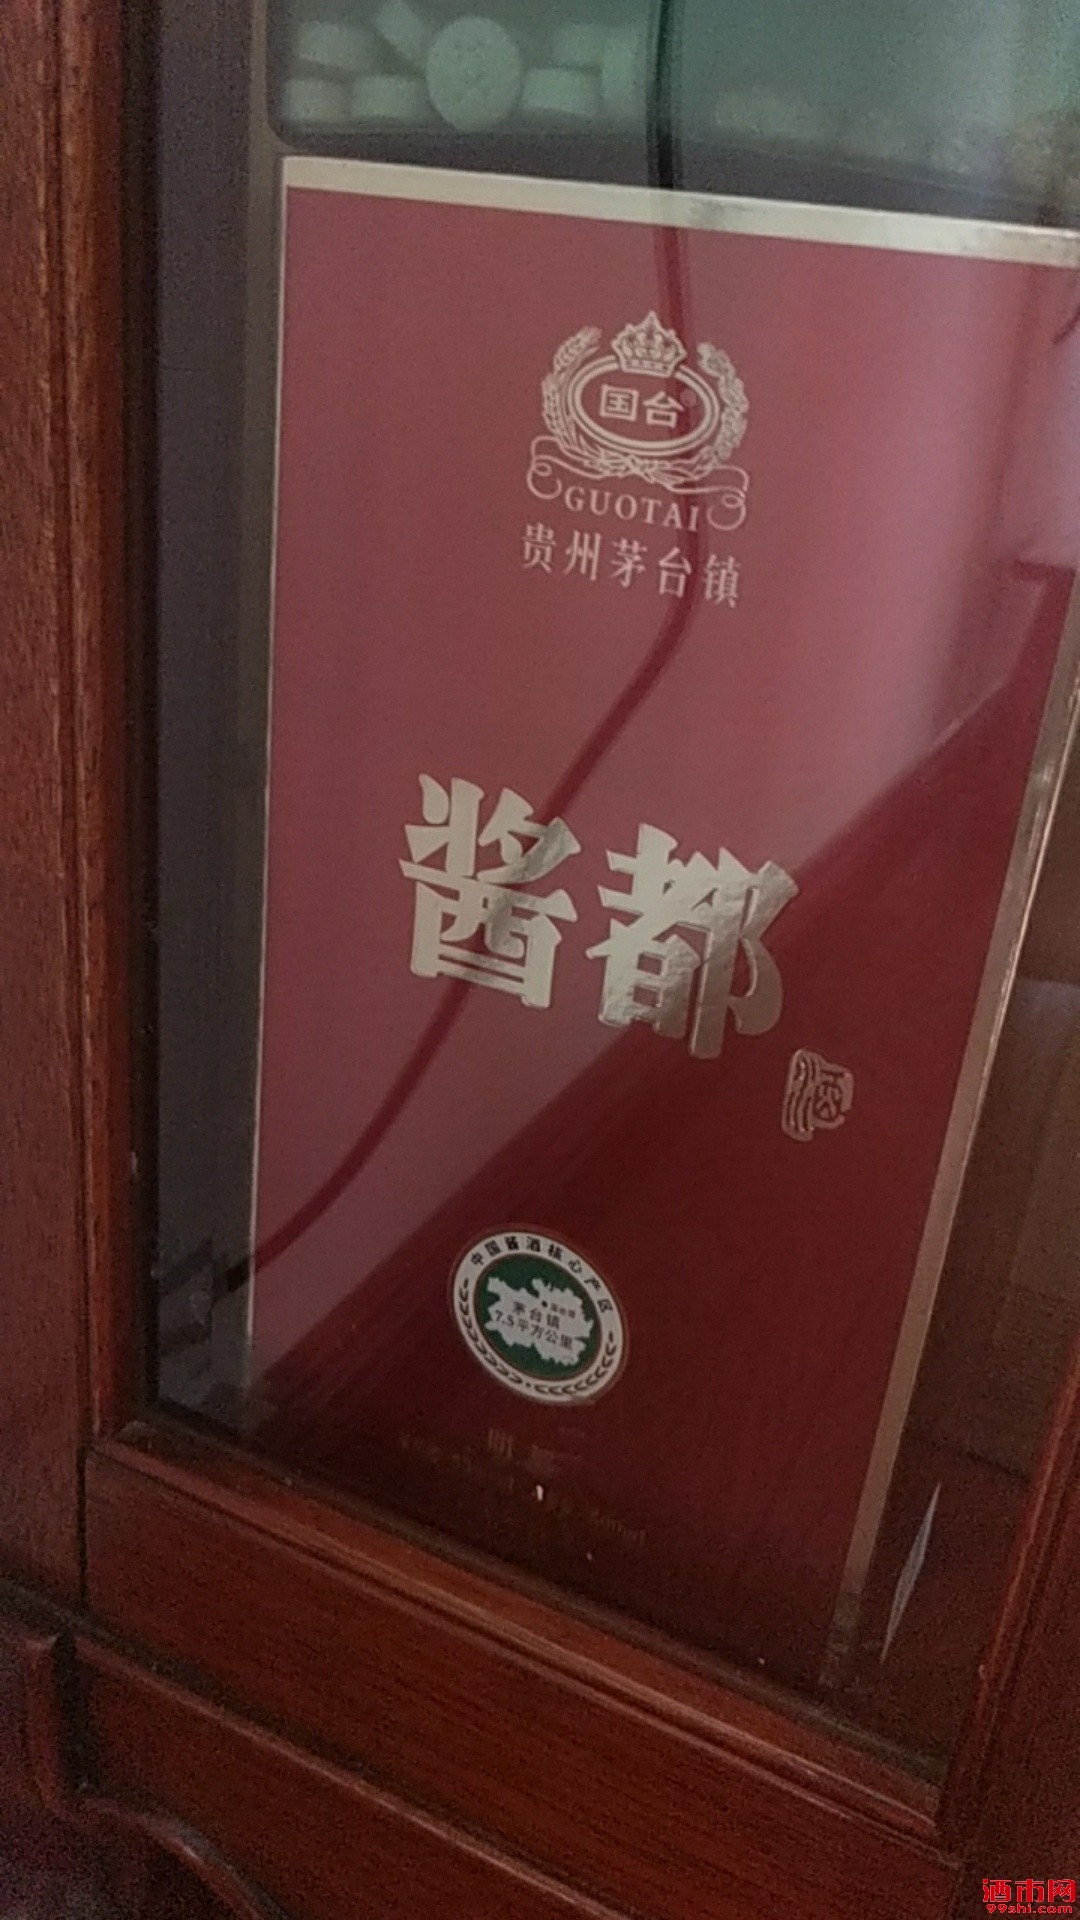 国台
GUOTAI
贵州茅台镇
酱都
酒
中国酱酒核心产区
茅台镇
7.5平方公里
酒市网
99shi.com